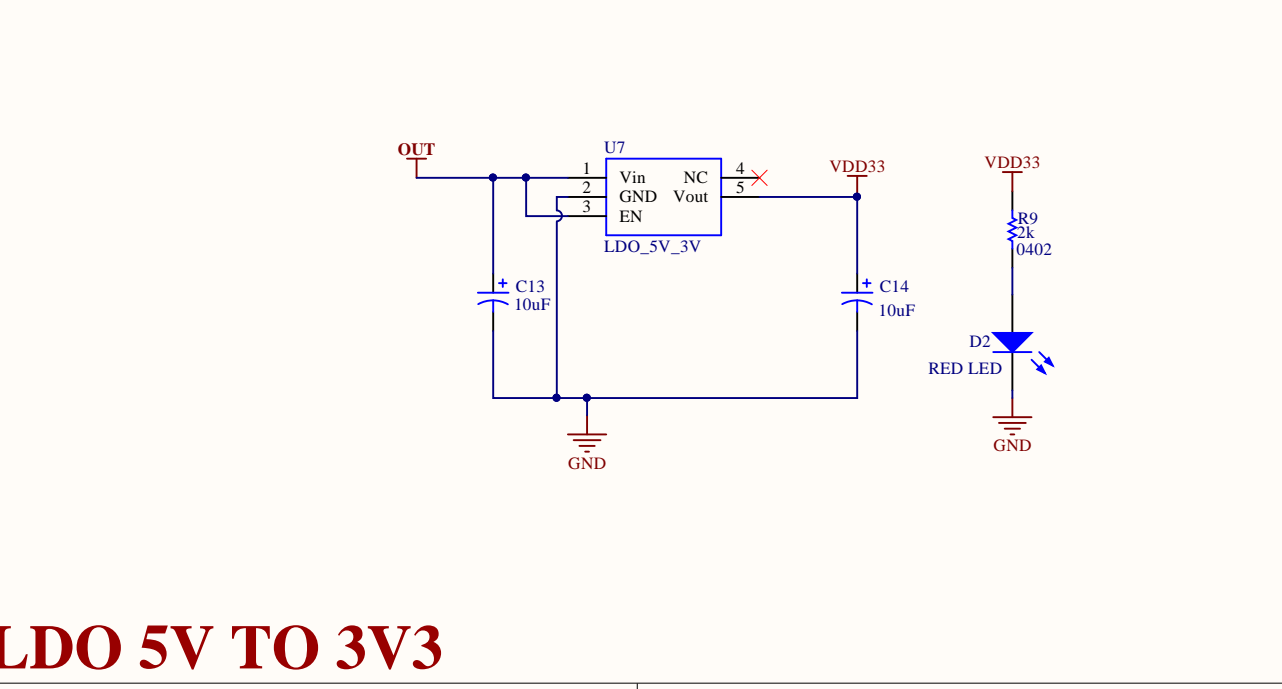 OUT
U7
1
Vin
2
GND
3
EN
NC
4
Vout
5
LDO_5V_3V
VDD33
+
C13
10uF
+
C14
10uF
GND
VDD33
R9
2k
0402
D2
RED LED
GND
LDO 5V TO 3V3